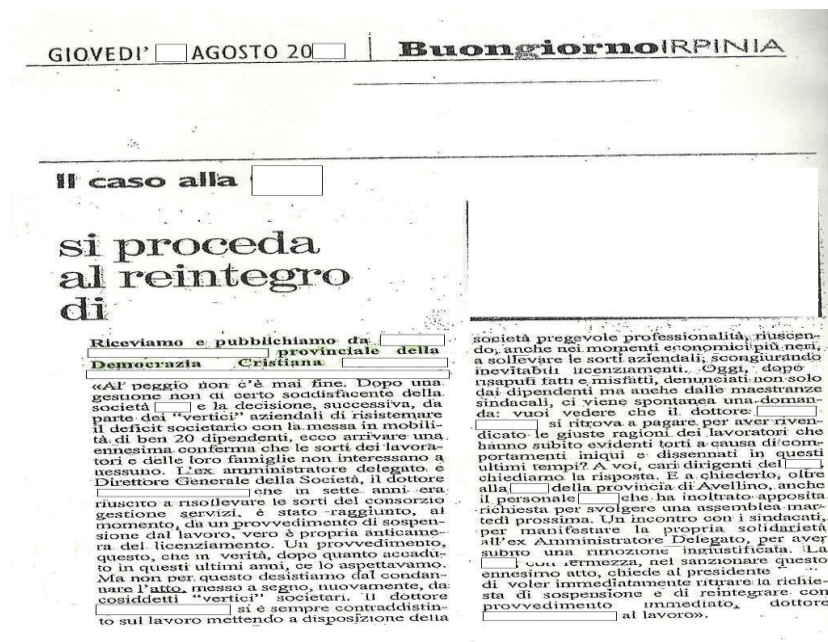 GIOVEDI' AGOSTO 20
BuongiornoIRPINIA
Il caso alla
si proceda
al reintegro
di
Riceviamo e pubblichiamo da
provinciale della
Democrazia Cristiana
«Al peggio non c'è mai fine. Dopo una
gestione non di certo soddisfacente della
società e la decisione, successiva, da
parte dei "vertici" aziendali di risistemare
il deficit societario con la messa in mobili-
tà di ben 20 dipendenti, ecco arrivare una
ennesima conferma che le sorti dei lavora-
tori e delle loro famiglie non interessano a
nessuno. L'ex amministratore delegato e
Direttore Generale della Società, il dottore
che in sette anni era
riuscito a risollevare le sorti del consorzio
gestione servizi, è stato raggiunto, al
momento, da un provvedimento di sospen-
sione dal lavoro, vero è propria anticame-
ra del licenziamento. Un provvedimento,
questo, che in verità, dopo quanto accadu-
to in questi ultimi anni, ce lo aspettavamo.
Ma non per questo desistiamo dal condan-
nare l'atto, messo a segno, nuovamente, da
cosiddetti "vertici" societari. Il dottore
si è sempre contraddistin-
to sul lavoro mettendo a disposizione della
società pregevole professionalità, riuscen-
do, anche nei momenti economici più neri,
a sollevare le sorti aziendali, scongiurando
inevitabili licenziamenti. Oggi, dopo
risaputi fatti e misfatti, denunciati non solo
dai dipendenti ma anche dalle maestranze
sindacali, ci viene spontanea una doman-
da: vuoi vedere che il dottore
si ritrova a pagare per aver riven-
dicato le giuste ragioni dei lavoratori che
hanno subito evidenti torti a causa di com-
portamenti iniqui e dissennati in questi
ultimi tempi? A voi, cari dirigenti del
chiediamo la risposta. E a chiederlo, oltre
alla della provincia di Avellino, anche
il personale che ha inoltrato apposita
richiesta per svolgere una assemblea mar-
tedì prossima. Un incontro con i sindacati,
per manifestare la propria solidarietà
all'ex Amministratore Delegato, per aver
subito una rimozione ingiustificata. La
, con fermezza, nel sanzionare questo
ennesimo atto, chiede al presidente
di voler immediatamente ritirare la richie-
sta di sospensione e di reintegrare con
provvedimento immediato, dottore
al lavoro».